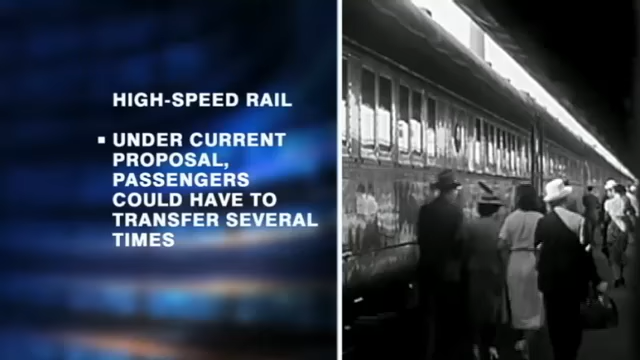 HIGH-SPEED RAIL
▪ UNDER CURRENT
PROPOSAL,
PASSENGERS
COULD HAVE TO
TRANSFER SEVERAL
TIMES